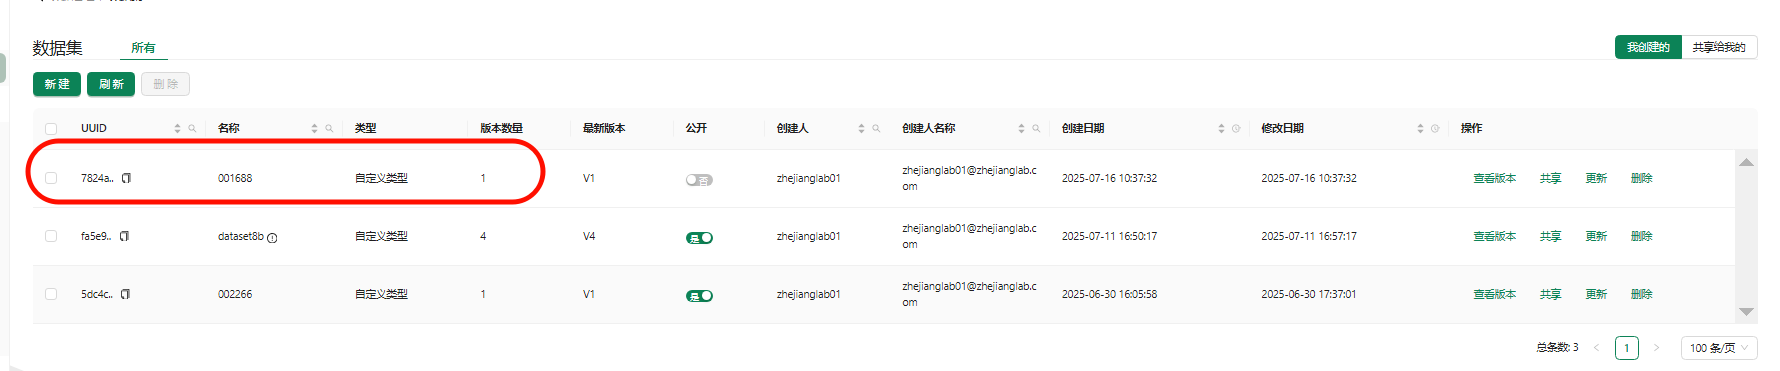 数据集 所有 我创建的 共享给我的
新建 刷新 删除
UUID 名称 类型 版本数量 最新版本 公开 创建人 创建人名称 创建日期 修改日期 操作
7824a.. 001688 自定义类型 1 V1 否 zhejianglab01 zhejianglab01@zhejianglab.c
om 2025-07-16 10:37:32 2025-07-16 10:37:32 查看版本 共享 更新 删除
fa5e9.. dataset8b 自定义类型 4 V4 是 zhejianglab01 zhejianglab01@zhejianglab.c
om 2025-07-11 16:50:17 2025-07-11 16:57:17 查看版本 共享 更新 删除
5dc4c.. 002266 自定义类型 1 V1 是 zhejianglab01 zhejianglab01@zhejianglab.c
om 2025-06-30 16:05:58 2025-06-30 17:37:01 查看版本 共享 更新 删除
总条数: 3 < 1 > 100 条/页